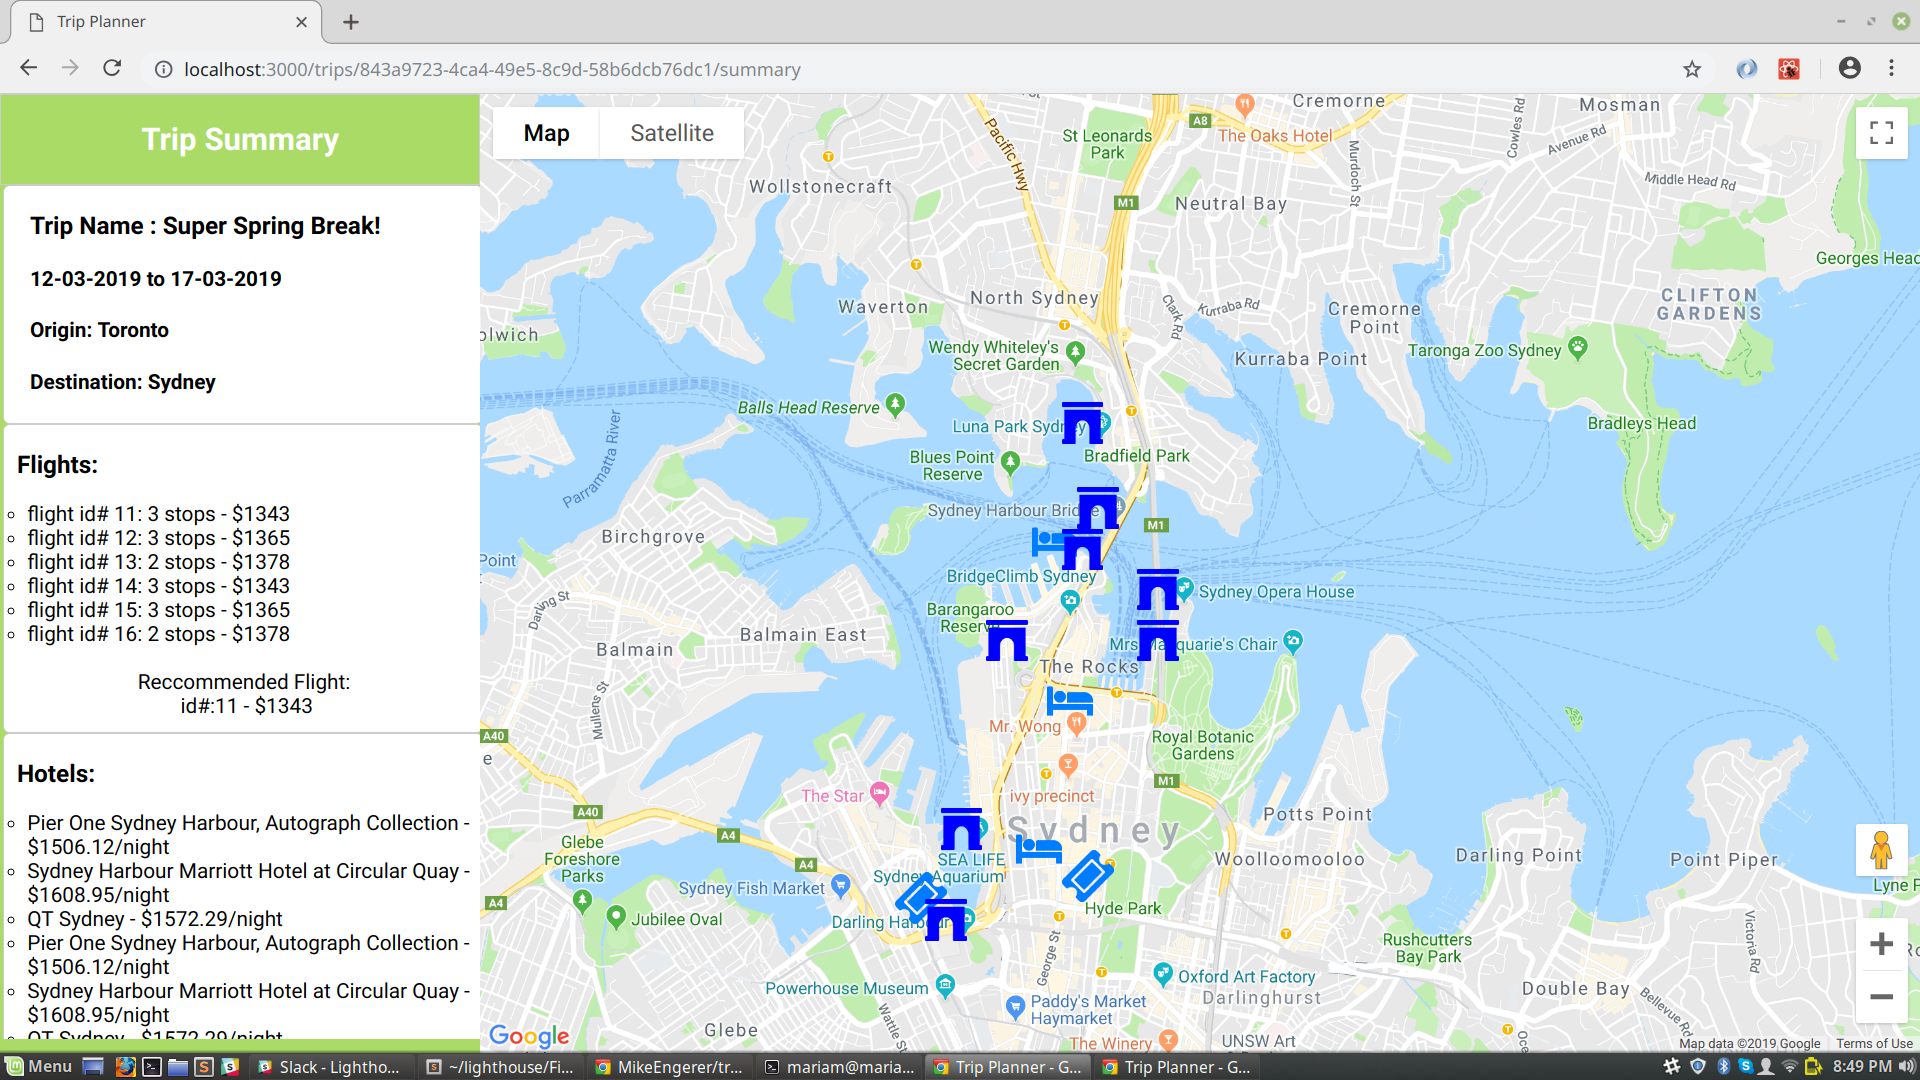 Trip Planner
localhost:3000/trips/843a9723-4ca4-49e5-8c9d-58b6dcb76dc1/summary
Trip Summary
Trip Name : Super Spring Break!
12-03-2019 to 17-03-2019
Origin: Toronto
Destination: Sydney
Flights:
flight id# 11: 3 stops - $1343
flight id# 12: 3 stops - $1365
flight id# 13: 2 stops - $1378
flight id# 14: 3 stops - $1343
flight id# 15: 3 stops - $1365
flight id# 16: 2 stops - $1378
Reccommended Flight:
id#:11 - $1343
Hotels:
Pier One Sydney Harbour, Autograph Collection -
$1506.12/night
Sydney Harbour Marriott Hotel at Circular Quay -
$1608.95/night
QT Sydney - $1572.29/night
Pier One Sydney Harbour, Autograph Collection -
$1506.12/night
Sydney Harbour Marriott Hotel at Circular Quay -
$1608.95/night
QT Sydney - $1572.29/night
Map
Satellite
Cremorne
Mosman
A8
The Oaks Hotel
Cowles Rd
Avenue Rd
St Leonards
Park
Pacific Hwy
Murdoch St
Middle Head Rd
Wollstonecraft
M1
Neutral Bay
Georges Head
Waverton
North Sydney
Clark Rd
Kurraba Rd
Cremorne
Point
CLIFTON
GARDENS
olwich
Wendy Whiteley's
Secret Garden
Kurraba Point
Taronga Zoo Sydney
Balls Head Reserve
Luna Park Sydney
Bradleys Head
Parramatta River
Blues Point
Reserve
Bradfield Park
Sydney Harbour Bridge
M1
Birchgrove
Point
BridgeClimb Sydney
Sydney Opera House
Darling St
Barangaroo
Reserve
Balmain East
Balmain
Mrs Macquarie's Chair
The Rocks
Mullens St
Mr. Wong
Royal Botanic
Gardens
A40
e
M1
The Star
ivy precinct
A40
Potts Point
Sydney
A4
Glebe
Foreshore
Parks
A4
SEA LIFE
Sydney Aquarium
Woolloomooloo
Darling Point
Point Piper
Sydney Fish Market
Lyne P
A4
Jubilee Oval
Darling Harbour
Hyde Park
George St
Rushcutters
Bay Park
Victoria Rd
Powerhouse Museum
Oxford Art Factory
Darlinghurst
Double Bay
Paddy's Market
Haymarket
Wattle St
Bellevue Rd
Glebe
The Winery
UNSW Art
Google
Map data ©2019 Google
Terms of Use
Menu
Slack - Lightho...
~/lighthouse/Fi...
MikeEngerer/tr...
mariam@maria...
Trip Planner - G...
Trip Planner - G...
8:49 PM